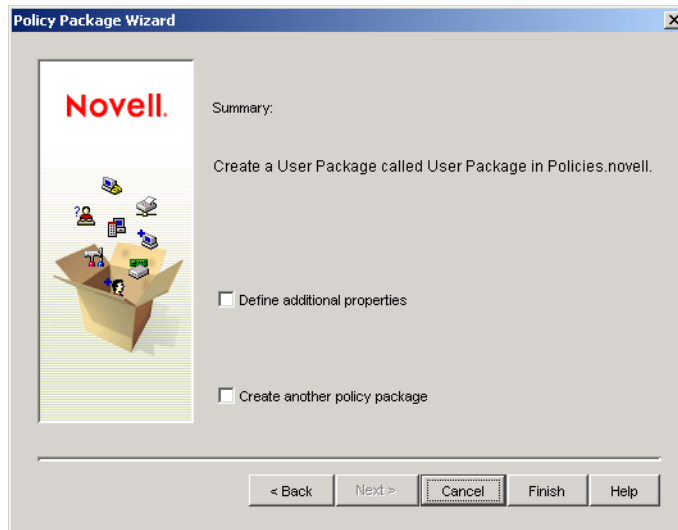 Policy Package Wizard
Novell.
Summary:
Create a User Package called User Package in Policies.novell.
Define additional properties
Create another policy package
< Back Next > Cancel Finish Help